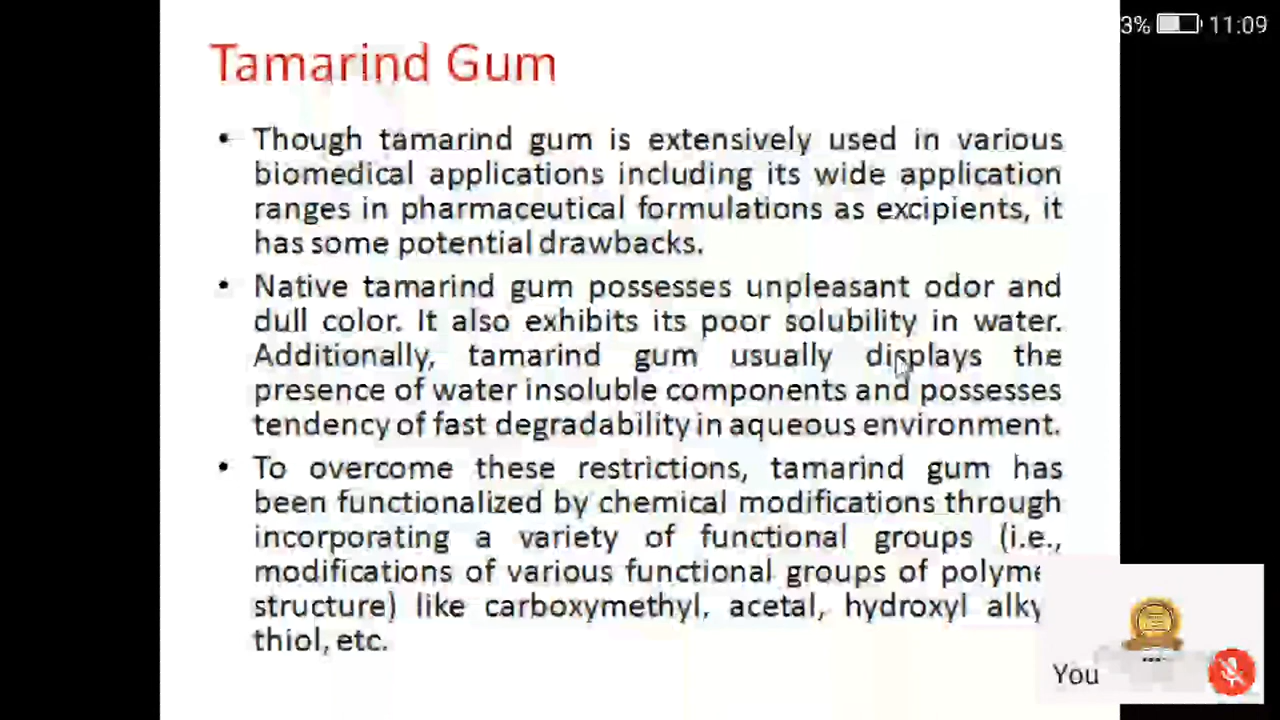 3% 11:09
Tamarind Gum
• Though tamarind gum is extensively used in various
biomedical applications including its wide application
ranges in pharmaceutical formulations as excipients, it
has some potential drawbacks.
• Native tamarind gum possesses unpleasant odor and
dull color. It also exhibits its poor solubility in water.
Additionally, tamarind gum usually displays the
presence of water insoluble components and possesses
tendency of fast degradability in aqueous environment.
• To overcome these restrictions, tamarind gum has
been functionalized by chemical modifications through
incorporating a variety of functional groups (i.e.,
modifications of various functional groups of polyme
structure) like carboxymethyl, acetal, hydroxyl alky
thiol, etc.
You